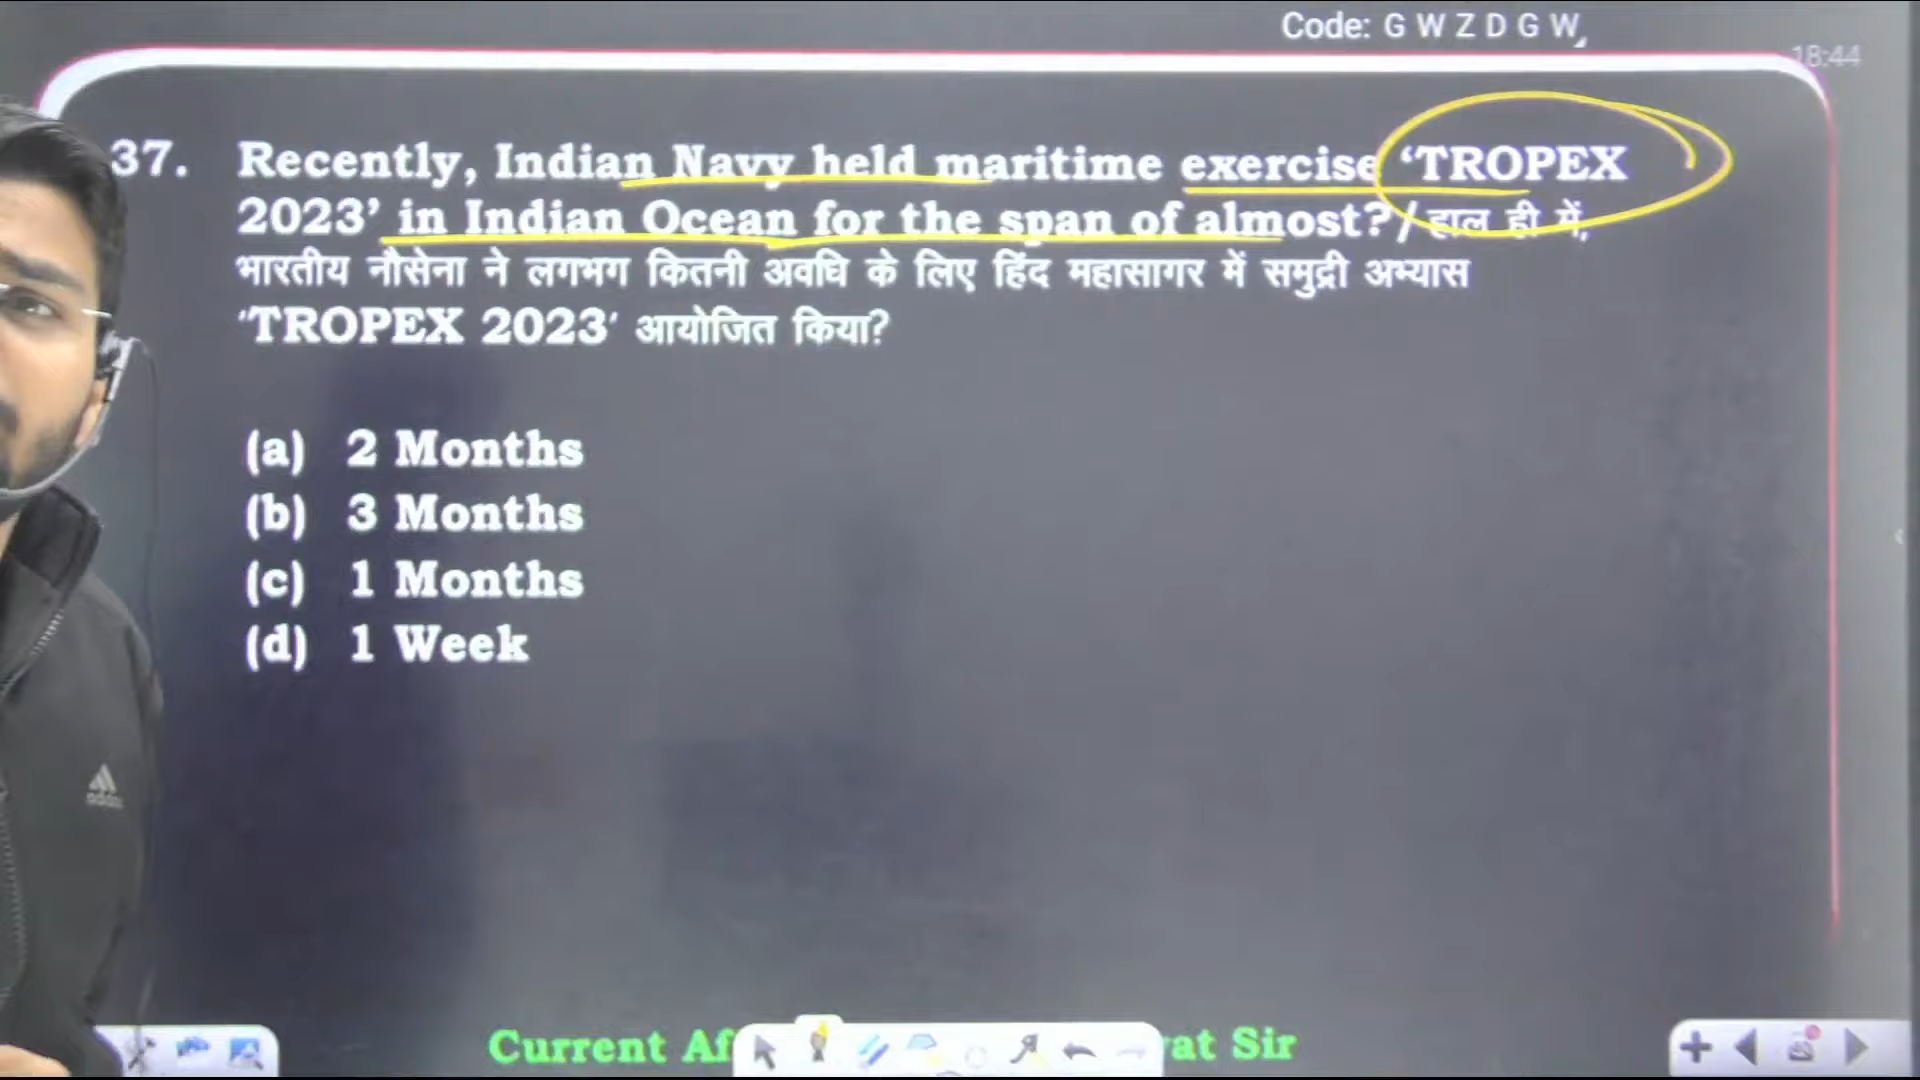 Code: G W Z D G W
18:44
37. Recently, Indian Navy held maritime exercise ‘TROPEX
2023’ in Indian Ocean for the span of almost? / हाल ही में,
भारतीय नौसेना ने लगभग कितनी अवधि के लिए हिंद महासागर में समुद्री अभ्यास
‘TROPEX 2023’ आयोजित किया?
(a) 2 Months
(b) 3 Months
(c) 1 Months
(d) 1 Week
adidas
Current Af
rat Sir